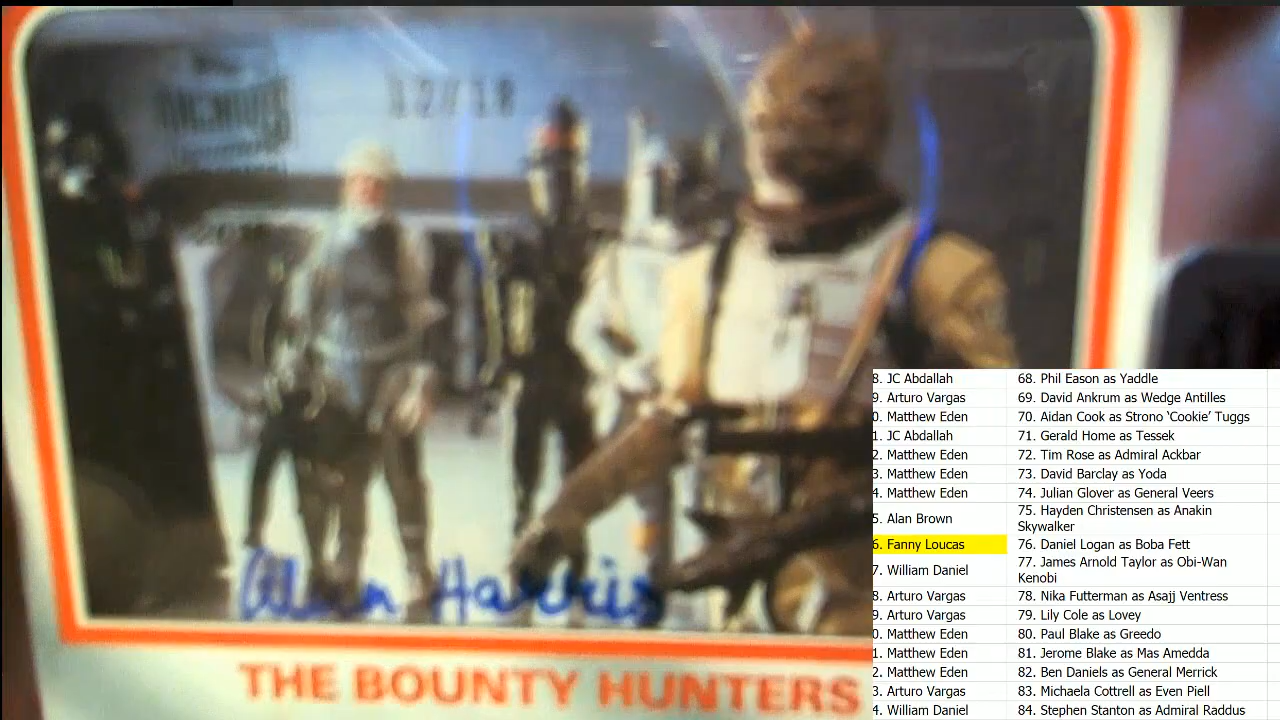 12/18
Alan Harris
THE BOUNTY HUNTERS
8. JC Abdallah 68. Phil Eason as Yaddle
9. Arturo Vargas 69. David Ankrum as Wedge Antilles
0. Matthew Eden 70. Aidan Cook as Strono ‘Cookie’ Tuggs
1. JC Abdallah 71. Gerald Home as Tessek
2. Matthew Eden 72. Tim Rose as Admiral Ackbar
3. Matthew Eden 73. David Barclay as Yoda
4. Matthew Eden 74. Julian Glover as General Veers
5. Alan Brown 75. Hayden Christensen as Anakin
Skywalker
6. Fanny Loucas 76. Daniel Logan as Boba Fett
7. William Daniel 77. James Arnold Taylor as Obi-Wan
Kenobi
8. Arturo Vargas 78. Nika Futterman as Asajj Ventress
9. Arturo Vargas 79. Lily Cole as Lovey
0. Matthew Eden 80. Paul Blake as Greedo
1. Matthew Eden 81. Jerome Blake as Mas Amedda
2. Matthew Eden 82. Ben Daniels as General Merrick
3. Arturo Vargas 83. Michaela Cottrell as Even Piell
4. William Daniel 84. Stephen Stanton as Admiral Raddus